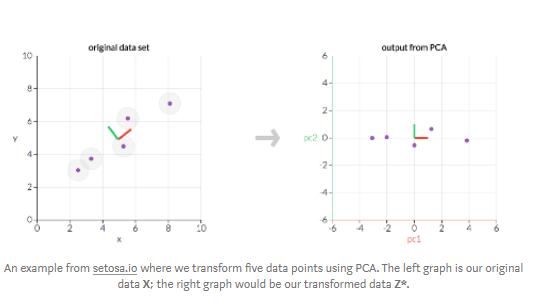 original data set
output from PCA
10
8
6
4
2
0
0 2 4 6 8 10
y
x
6
4
2
pc2 0
-2
-4
-6
-6 -4 -2 0 2 4 6
pc1
An example from setosa.io where we transform five data points using PCA. The left graph is our original
data X; the right graph would be our transformed data Z*.